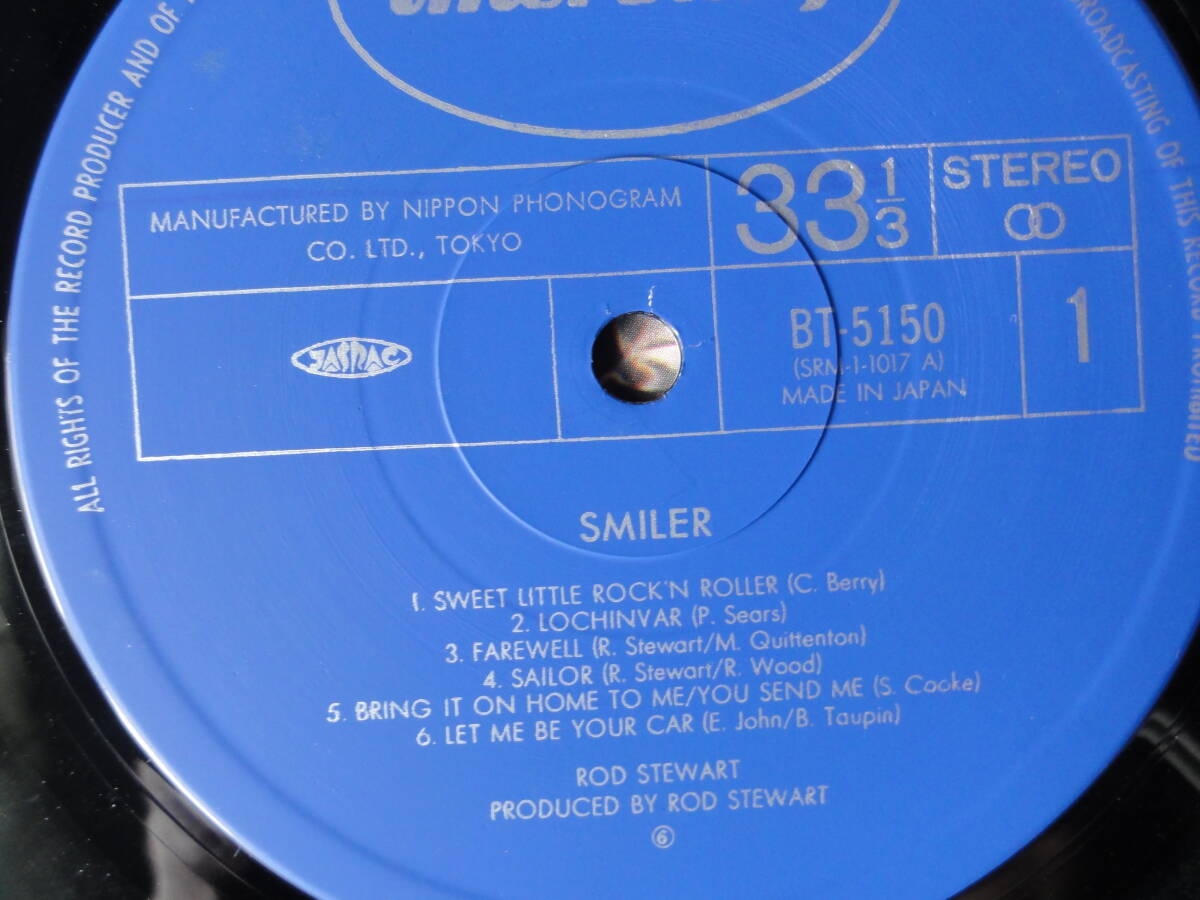 ALL RIGHTS OF THE RECORD PRODUCER AND OF
BROADCASTING OF THIS RECORD PROHIBITED
MANUFACTURED BY NIPPON PHONOGRAM
CO. LTD., TOKYO
33 1/3
STEREO
JASRAC
BT-5150
(SRM-1-1017 A)
MADE IN JAPAN
1
SMILER
1. SWEET LITTLE ROCK'N ROLLER (C. Berry)
2. LOCHINVAR (P. Sears)
3. FAREWELL (R. Stewart/M. Quittenton)
4. SAILOR (R. Stewart/R. Wood)
5. BRING IT ON HOME TO ME/YOU SEND ME (S. Cooke)
6. LET ME BE YOUR CAR (E. John/B. Taupin)
ROD STEWART
PRODUCED BY ROD STEWART
⑥